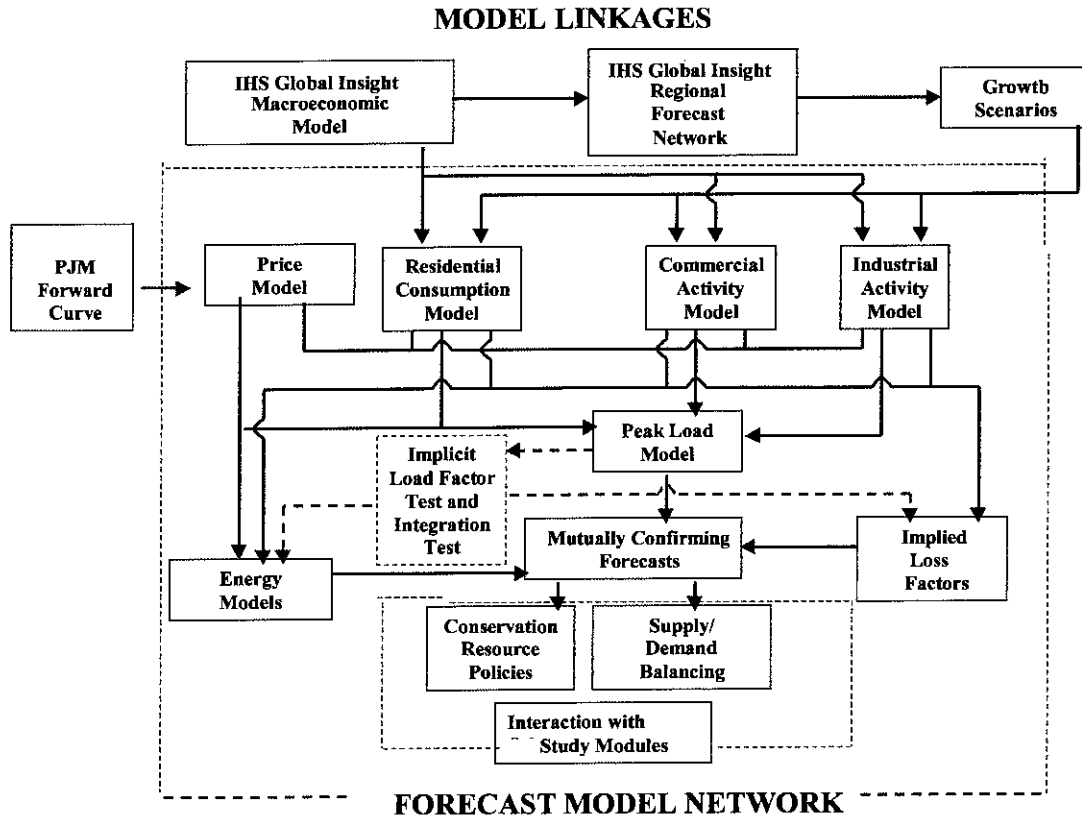 MODEL LINKAGES
IHS Global Insight
Macroeconomic
Model
IHS Global Insight
Regional
Forecast
Network
Growth
Scenarios
PJM
Forward
Curve
Price
Model
Residential
Consumption
Model
Commercial
Activity
Model
Industrial
Activity
Model
Peak Load
Model
Implicit
Load Factor
Test and
Integration
Test
Mutually Confirming
Forecasts
Implied
Loss
Factors
Energy
Models
Conservation
Resource
Policies
Supply/
Demand
Balancing
Interaction with
Study Modules
FORECAST MODEL NETWORK